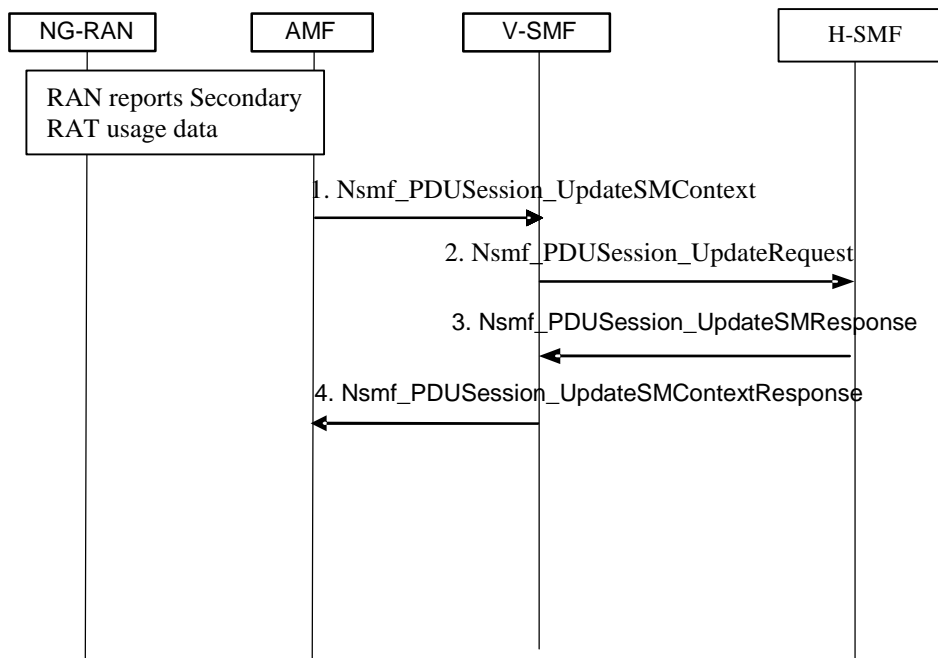 NG-RAN
AMF
V-SMF
H-SMF
RAN reports Secondary
RAT usage data
1. Nsmf_PDUSession_UpdateSMContext
2. Nsmf_PDUSession_UpdateRequest
3. Nsmf_PDUSession_UpdateSMResponse
4. Nsmf_PDUSession_UpdateSMContextResponse